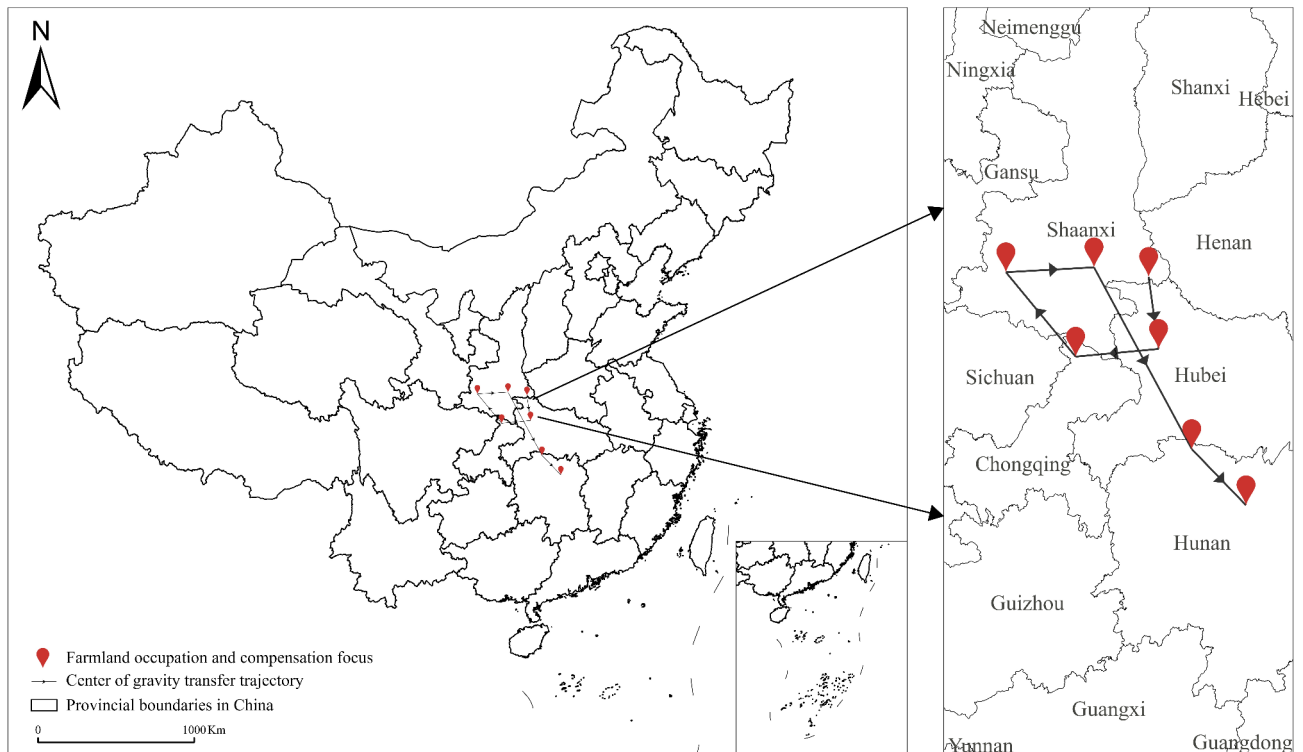 N
Farmland occupation and compensation focus
Center of gravity transfer trajectory
Provincial boundaries in China
0 1000Km
Neimenggu
Ningxia
Shanxi
Hebei
Gansu
Shaanxi
Henan
Sichuan
Hubei
Chongqing
Hunan
Guizhou
Guangxi
Yunnan
Guangdong